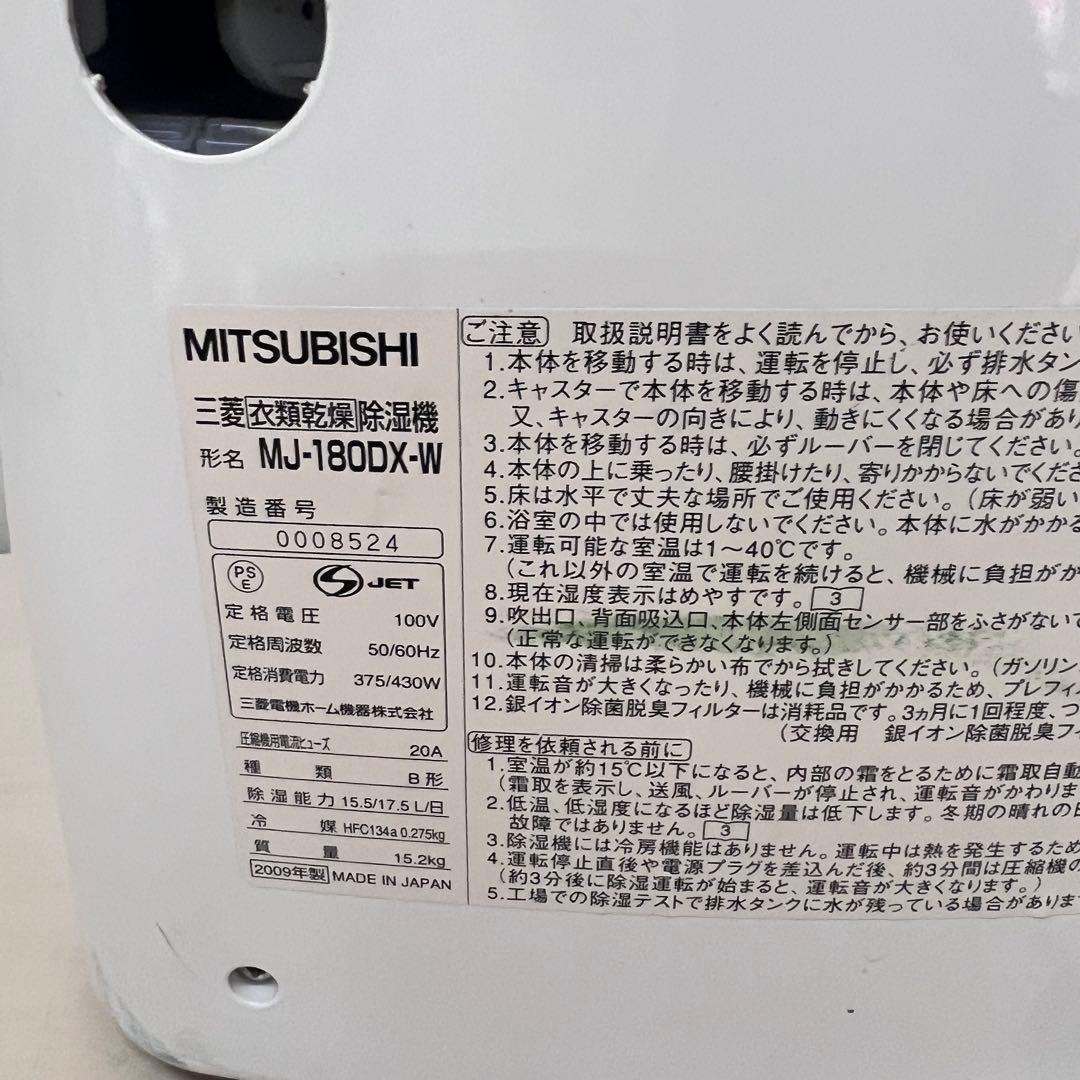 MITSUBISHI
三菱衣類乾燥除湿機
形名 MJ-180DX-W
製造番号
0008524
PS
E
JET
定格電圧 100V
定格周波数 50/60Hz
定格消費電力 375/430W
三菱電機ホーム機器株式会社
圧縮機用電流ヒューズ 20A
種類 B形
除湿能力 15.5/17.5 L/日
冷媒 HFC134a 0.275kg
質量 15.2kg
2009年製 MADE IN JAPAN
ご注意 取扱説明書をよく読んでから、お使いください
1.本体を移動する時は、運転を停止し、必ず排水タン
2.キャスターで本体を移動する時は、本体や床への傷
又、キャスターの向きにより、動きにくくなる場合があり
3.本体を移動する時は、必ずルーバーを閉じてください。
4.本体の上に乗ったり、腰掛けたり、寄りかからないでくださ
5.床は水平で丈夫な場所でご使用ください。(床が弱い
6.浴室の中では使用しないでください。本体に水がかかる
7.運転可能な室温は1〜40℃です。
(これ以外の室温で運転を続けると、機械に負担がか
8.現在湿度表示はめやすです。 3
9.吹出口、背面吸込口、本体左側面センサー部をふさがないで
(正常な運転ができなくなります。)
10.本体の清掃は柔らかい布でから拭きしてください。(ガソリン
11.運転音が大きくなったり、機械に負担がかかるため、プレフィル
12.銀イオン除菌脱臭フィルターは消耗品です。3ヵ月に1回程度、つ
(交換用 銀イオン除菌脱臭フィ
修理を依頼される前に
1.室温が約15℃以下になると、内部の霜をとるために霜取自動
(霜取を表示し、送風、ルーバーが停止され、運転音がかわりま
2.低温、低湿度になるほど除湿量は低下します。冬期の晴れの日
故障ではありません。 3
3.除湿機には冷房機能はありません。運転中は熱を発生するため
4.運転停止直後や電源プラグを差込んだ後、約3分間は圧縮機の
(約3分後に除湿運転が始まると、運転音が大きくなります。)
5.工場での除湿テストで排水タンクに水が残っている場合があります